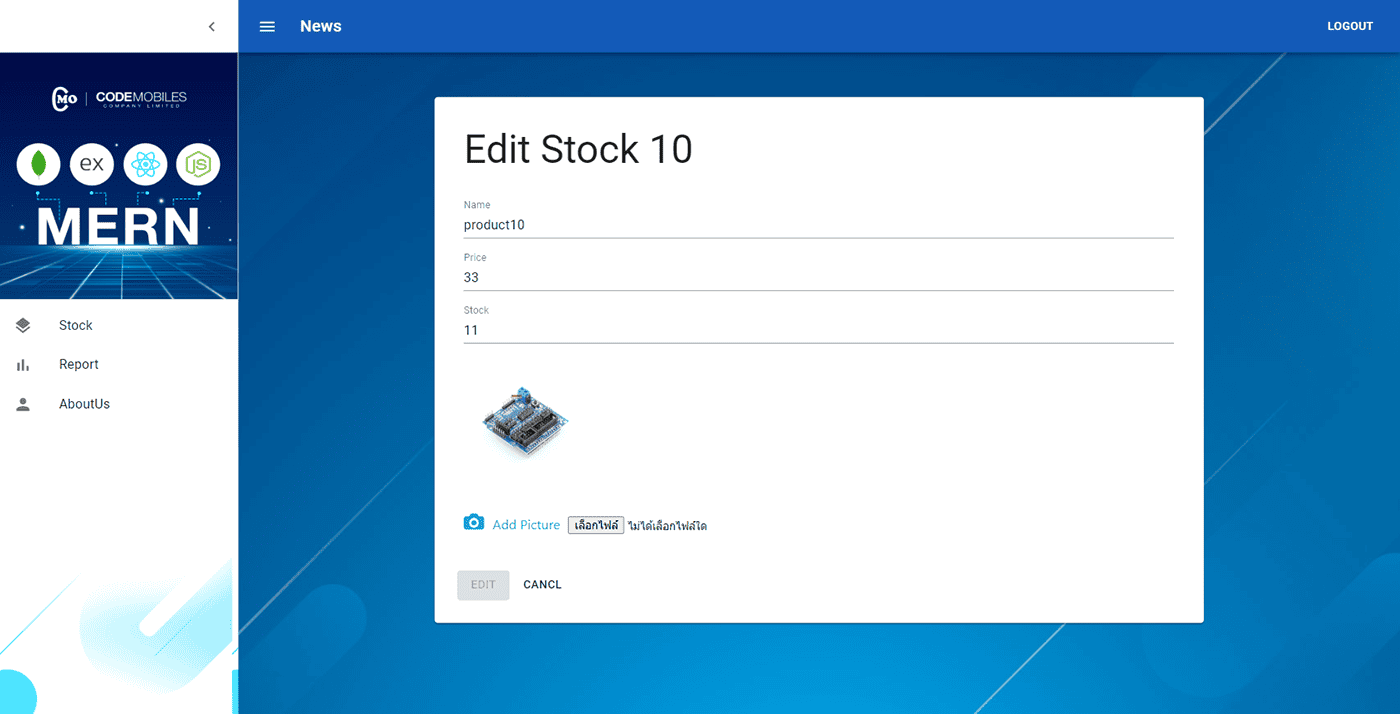 News
LOGOUT
CMO | CODEMOBILES
COMPANY LIMITED
ex
JS
MERN
Stock
Report
AboutUs
Edit Stock 10
Name
product10
Price
33
Stock
11
Add Picture เลือกไฟล์ ไม่ได้เลือกไฟล์ใด
EDIT CANCL